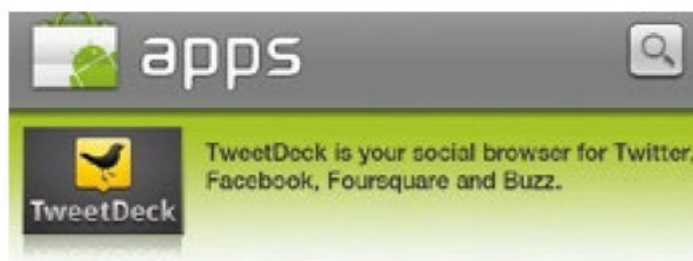 apps
TweetDeck is your social browser for Twitter,
Facebook, Foursquare and Buzz.
TweetDeck